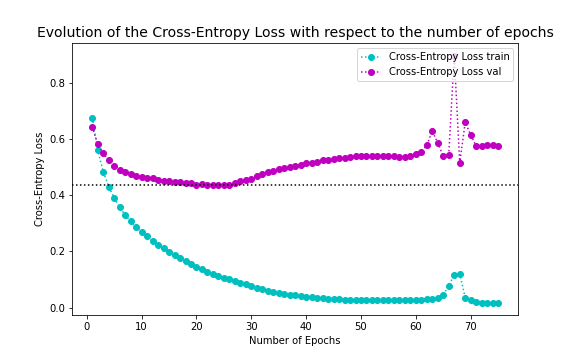 Evolution of the Cross-Entropy Loss with respect to the number of epochs
Cross-Entropy Loss train
Cross-Entropy Loss val
Cross-Entropy Loss
0.8
0.6
0.4
0.2
0.0
0
10
20
30
40
50
60
70
Number of Epochs